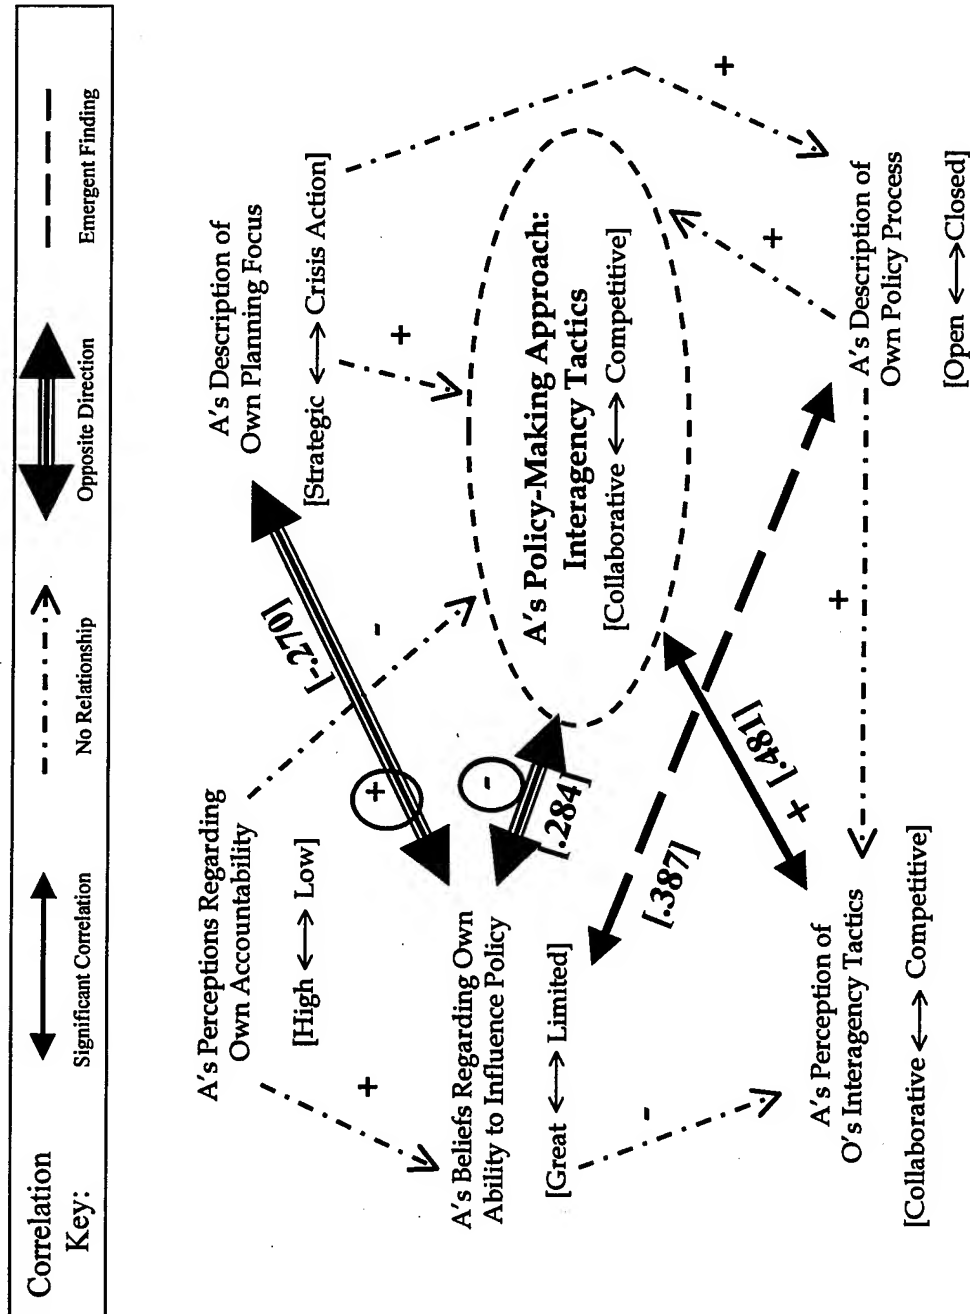 Correlation
Key:
Significant Correlation
No Relationship
Opposite Direction
Emergent Finding
A's Perceptions Regarding
Own Accountability
[High ⟷ Low]
A's Description of
Own Planning Focus
[Strategic ⟷ Crisis Action]
+
[-.270]
+
-
+
+
A's Beliefs Regarding Own
Ability to Influence Policy
[Great ⟷ Limited]
-
[.284]
A's Policy-Making Approach:
Interagency Tactics
[Collaborative ⟷ Competitive]
-
[.387]
+ [.481]
+
+
A's Perception of
O's Interagency Tactics
[Collaborative ⟷ Competitive]
A's Description of
Own Policy Process
[Open ⟷ Closed]